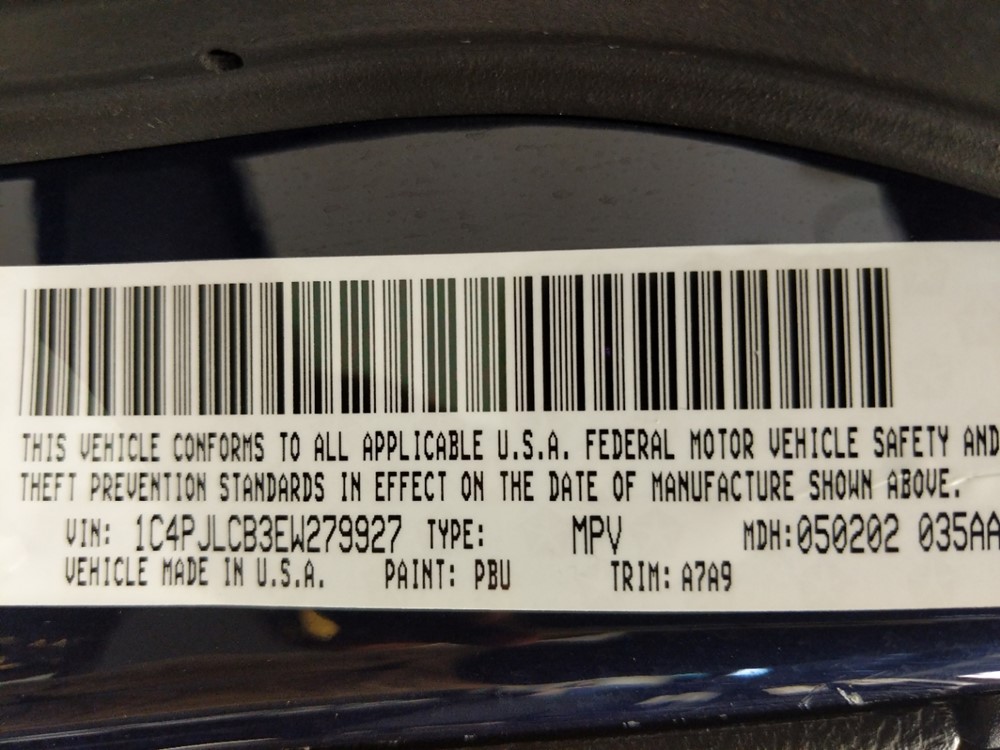 THIS VEHICLE CONFORMS TO ALL APPLICABLE U.S.A. FEDERAL MOTOR VEHICLE SAFETY AND
THEFT PREVENTION STANDARDS IN EFFECT ON THE DATE OF MANUFACTURE SHOWN ABOVE.
VIN: 1C4PJLCB3EW279927 TYPE: MPV MDH:050202 035AA
VEHICLE MADE IN U.S.A. PAINT: PBU TRIM: A7A9